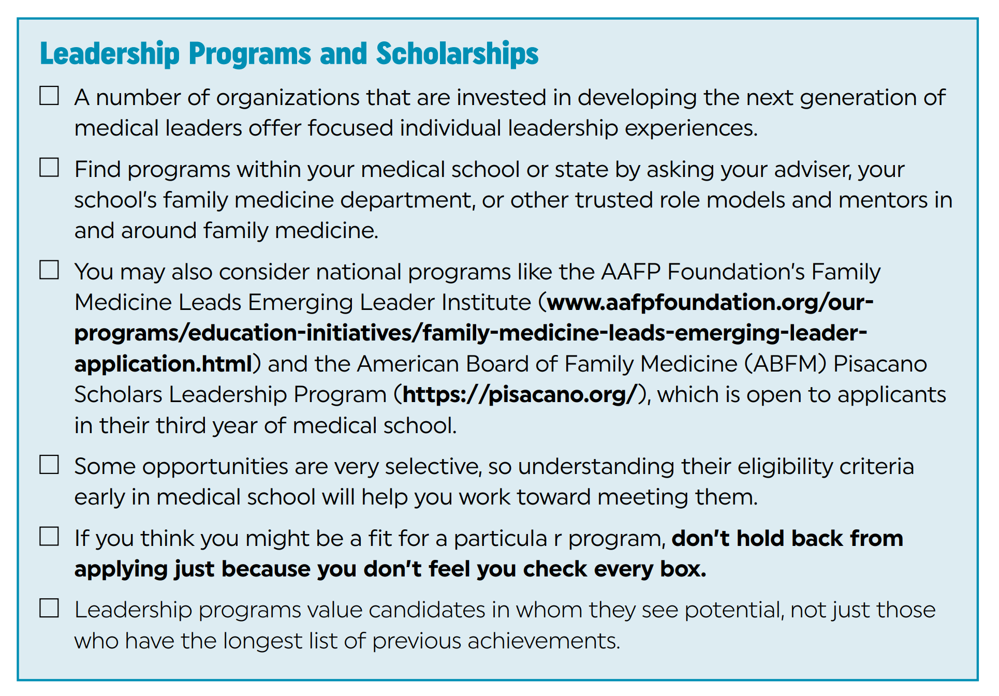 Leadership Programs and Scholarships
☐ A number of organizations that are invested in developing the next generation of
medical leaders offer focused individual leadership experiences.
☐ Find programs within your medical school or state by asking your adviser, your
school's family medicine department, or other trusted role models and mentors in
and around family medicine.
☐ You may also consider national programs like the AAFP Foundation's Family
Medicine Leads Emerging Leader Institute (www.aafpfoundation.org/our-
programs/education-initiatives/family-medicine-leads-emerging-leader-
application.html) and the American Board of Family Medicine (ABFM) Pisacano
Scholars Leadership Program (https://pisacano.org/), which is open to applicants
in their third year of medical school.
☐ Some opportunities are very selective, so understanding their eligibility criteria
early in medical school will help you work toward meeting them.
☐ If you think you might be a fit for a particula r program, don't hold back from
applying just because you don't feel you check every box.
☐ Leadership programs value candidates in whom they see potential, not just those
who have the longest list of previous achievements.